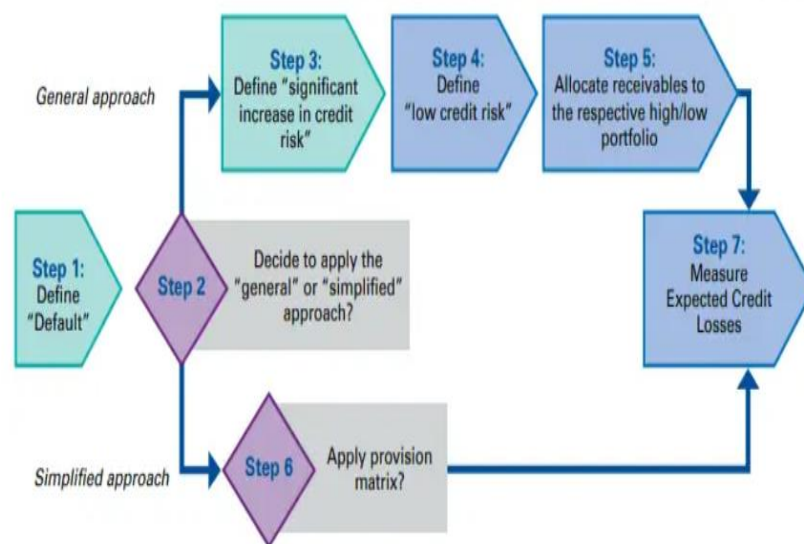 General approach
Step 3:
Define “significant
increase in credit
risk”
Step 4:
Define
“low credit risk”
Step 5:
Allocate receivables to
the respective high/low
portfolio
Step 1:
Define
“Default”
Step 2
Decide to apply the
“general” or “simplified”
approach?
Step 7:
Measure
Expected Credit
Losses
Simplified approach
Step 6
Apply provision
matrix?